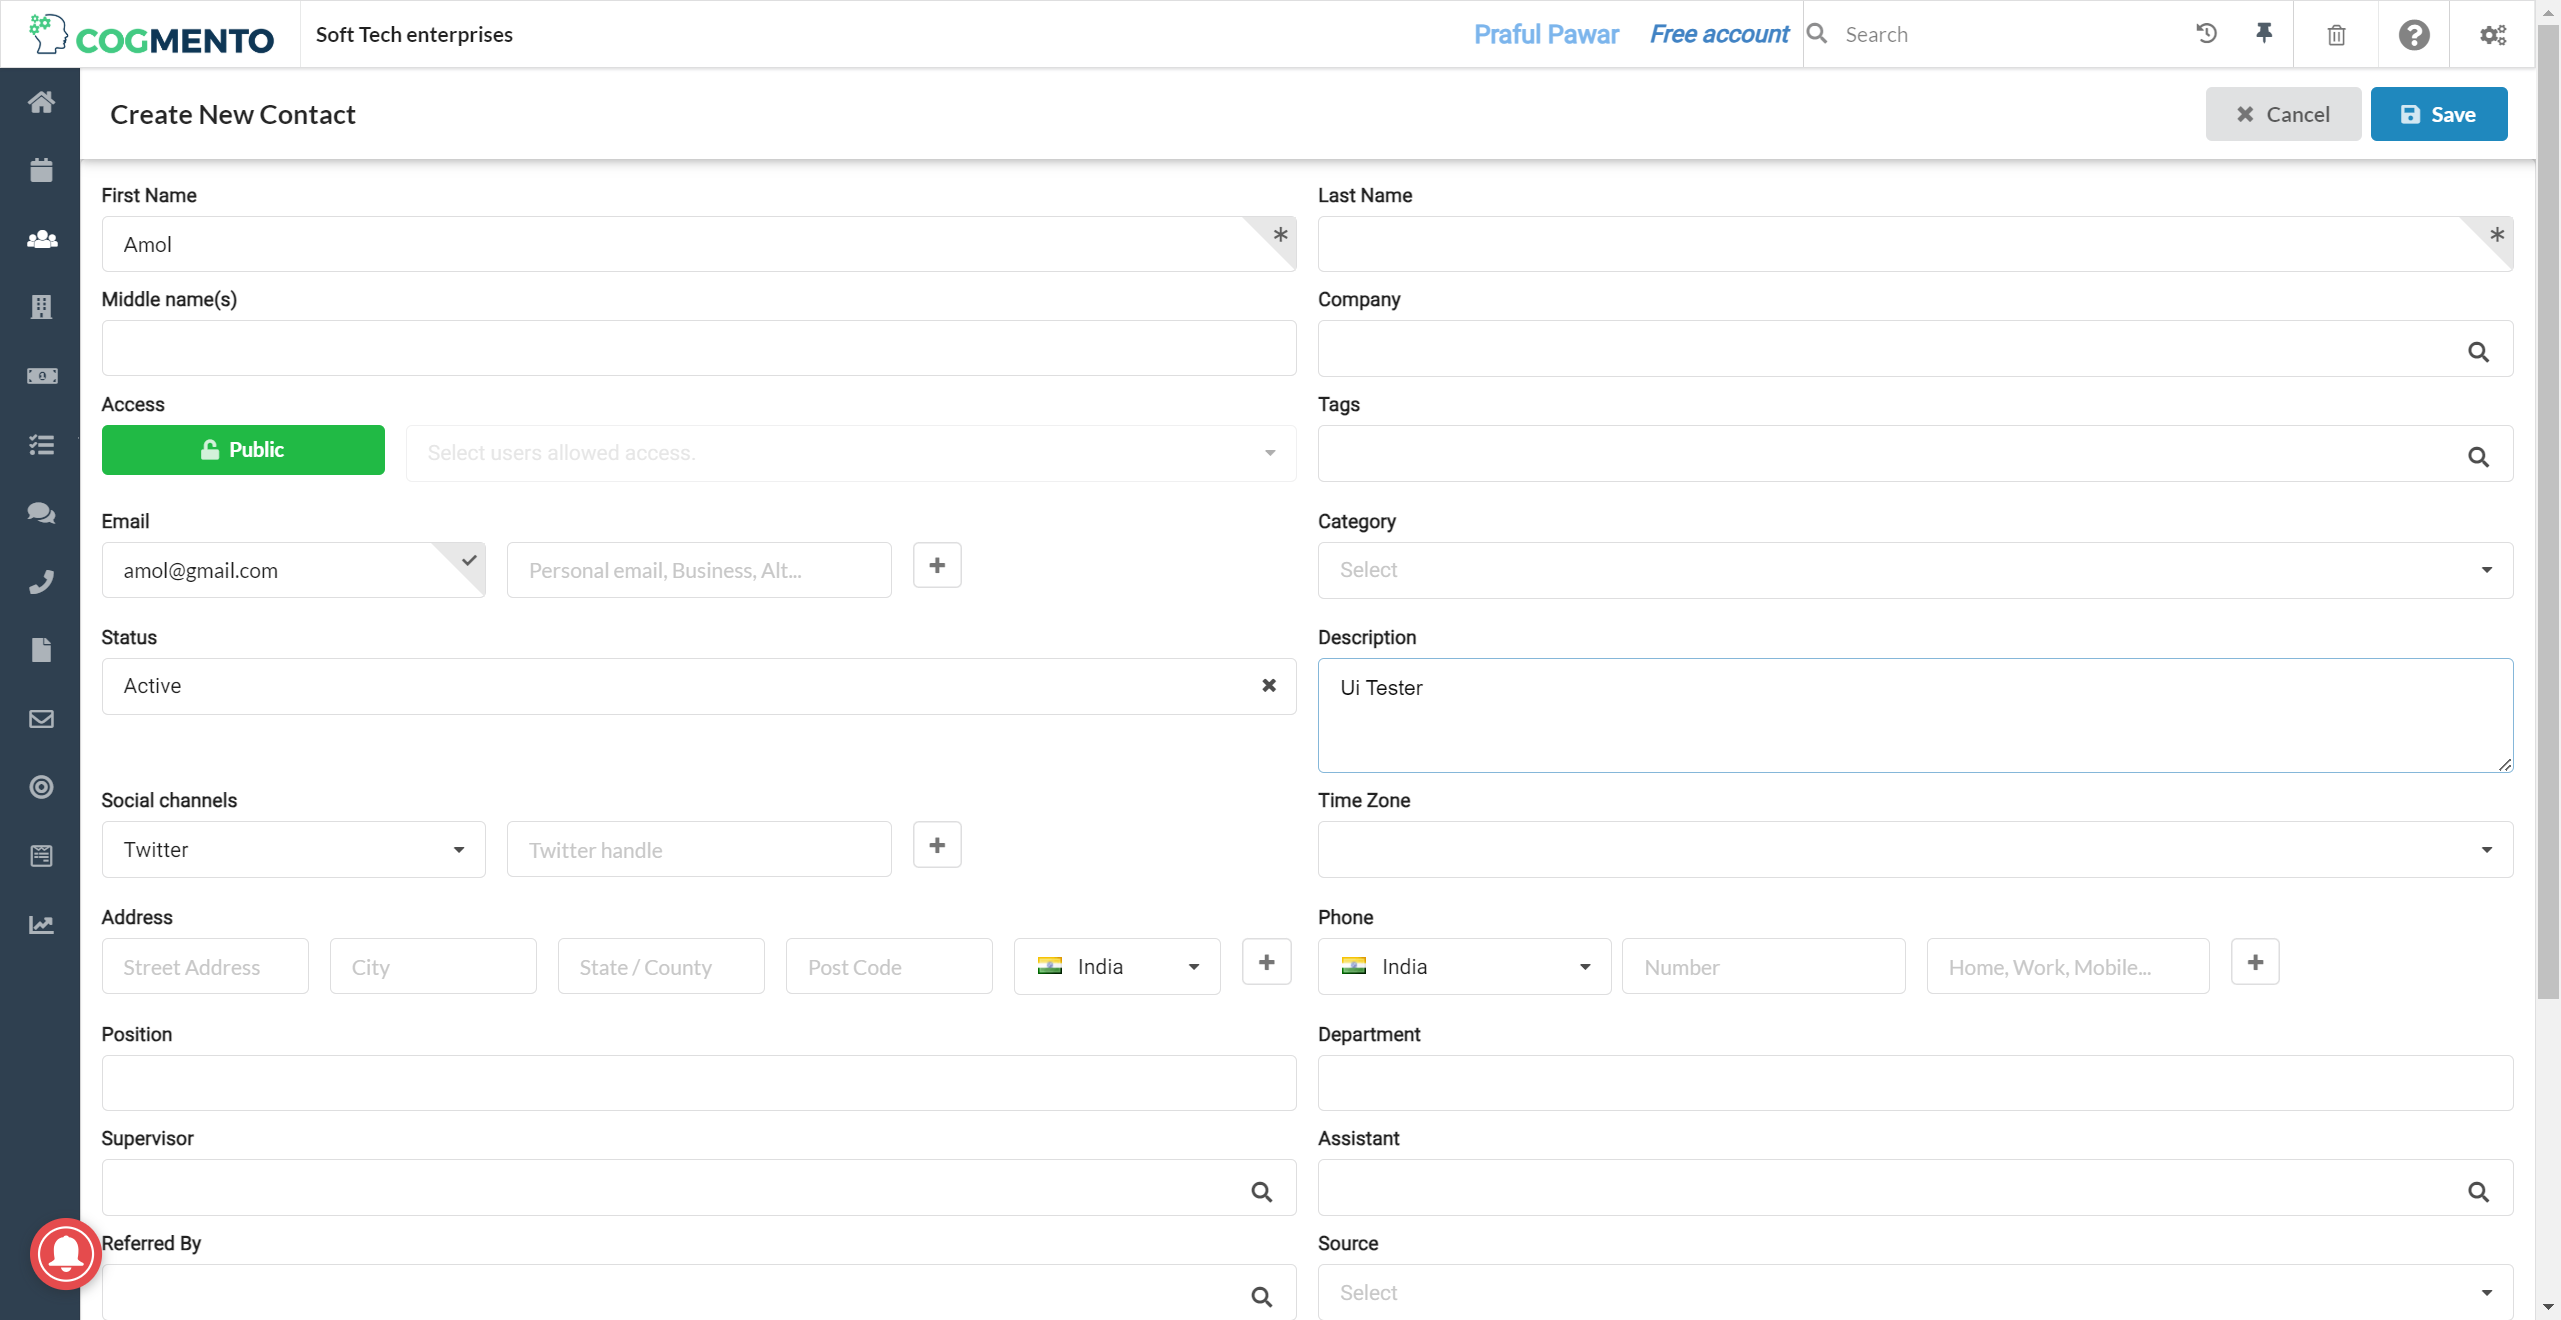 COGMENTO
Soft Tech enterprises
Praful Pawar
Free account
Search
Create New Contact
Cancel
Save
First Name
Last Name
Amol
Middle name(s)
Company
Access
Tags
Public
Select users allowed access.
Email
Category
amol@gmail.com
Personal email, Business, Alt...
Select
Status
Description
Active
Ui Tester
Social channels
Time Zone
Twitter
Twitter handle
Address
Phone
Street Address
City
State / County
Post Code
India
India
Number
Home, Work, Mobile...
Position
Department
Supervisor
Assistant
Referred By
Source
Select